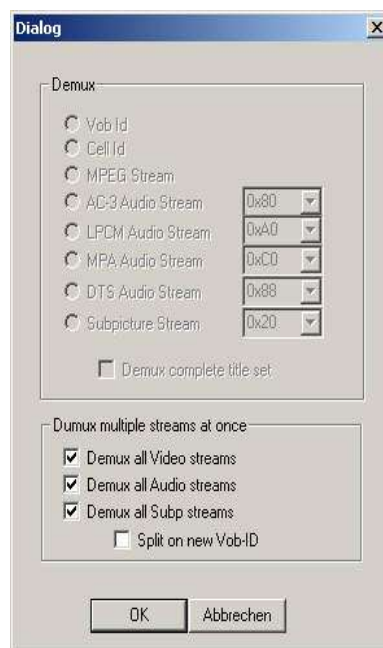 Dialog
Demux
Vob Id
Cell Id
MPEG Stream
AC-3 Audio Stream 0x80
LPCM Audio Stream 0xA0
MPA Audio Stream 0xC0
DTS Audio Stream 0x88
Subpicture Stream 0x20
Demux complete title set
Dumux multiple streams at once
Demux all Video streams
Demux all Audio streams
Demux all Subp streams
Split on new Vob-ID
OK Abbrechen